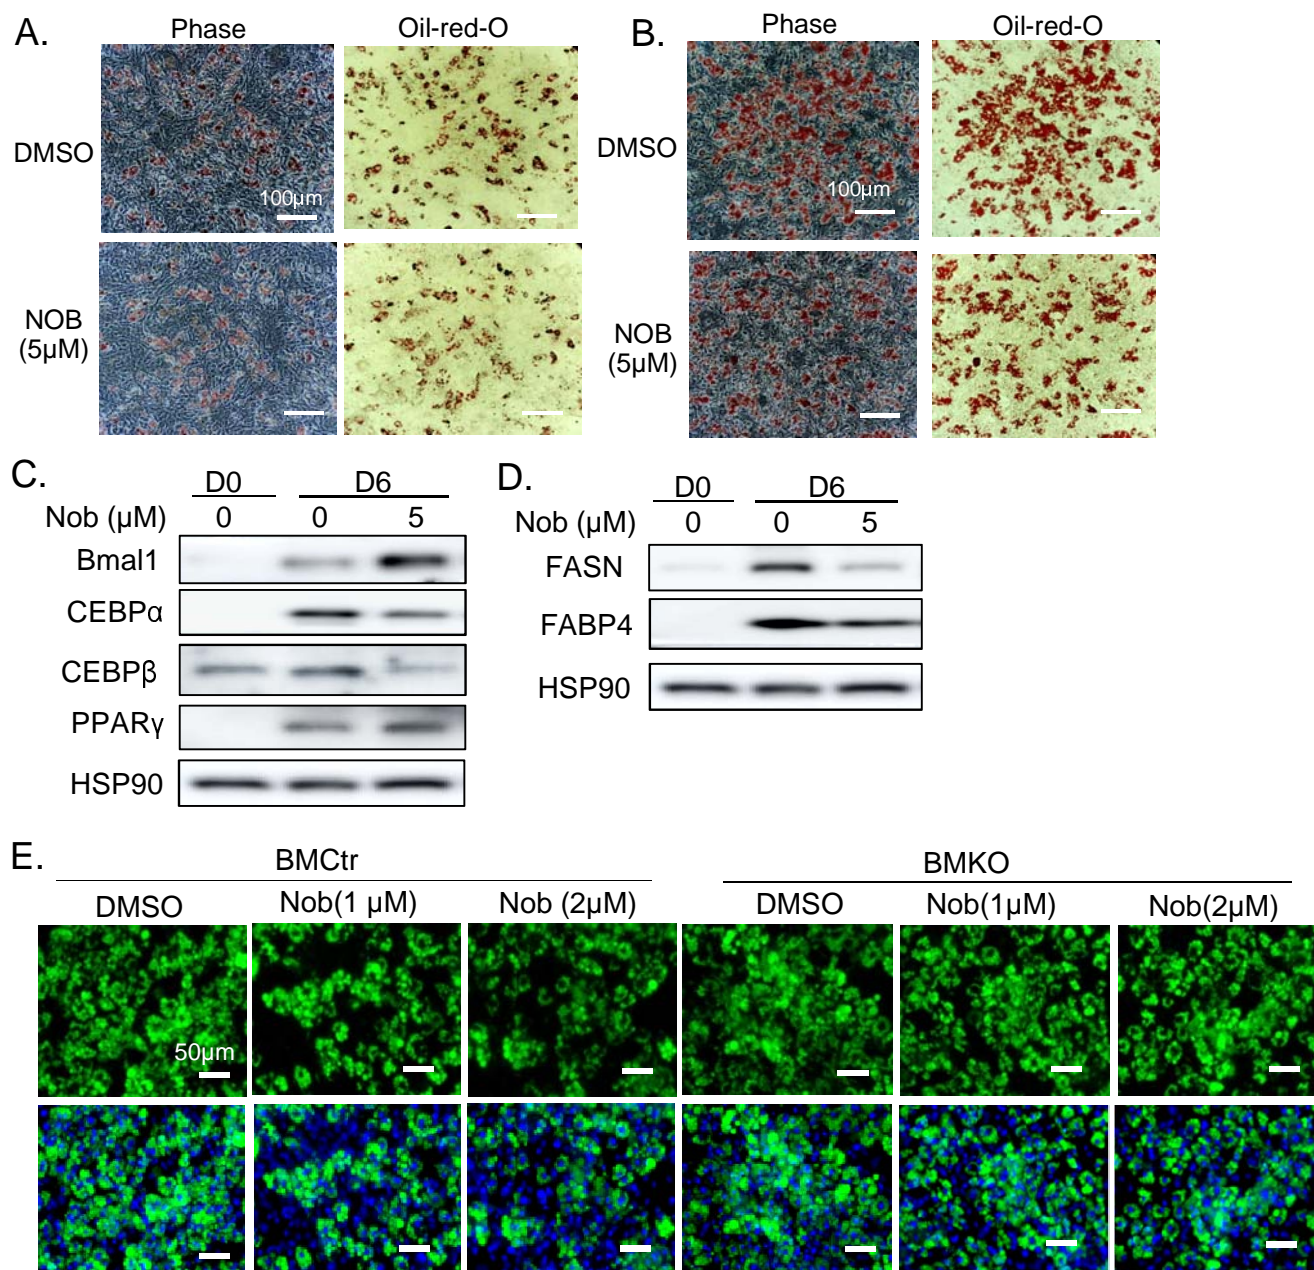 A.
Phase
Oil-red-O
DMSO
100μm
NOB
(5μM)
B.
Phase
Oil-red-O
DMSO
100μm
NOB
(5μM)
C.
D0
D6
Nob (μM)
0
0
5
Bmal1
CEBPα
CEBPβ
PPARγ
HSP90
D.
D0
D6
Nob (μM)
0
0
5
FASN
FABP4
HSP90
E.
BMCtr
BMKO
DMSO
Nob(1 μM)
Nob (2μM)
DMSO
Nob(1μM)
Nob(2μM)
50μm